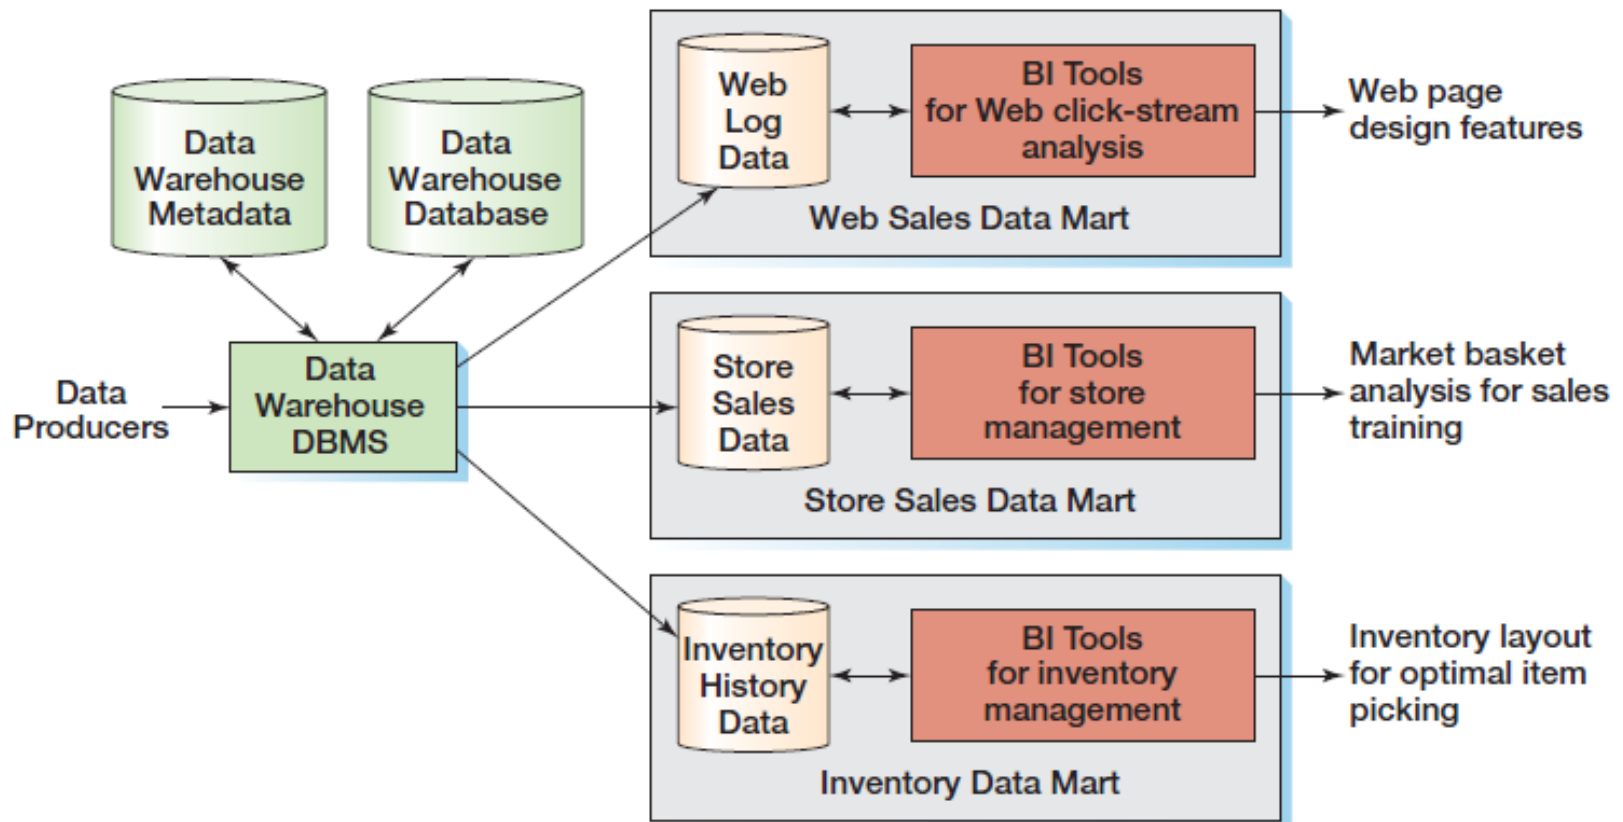 Data
Warehouse
Metadata
Data
Warehouse
Database
Data
Producers
Data
Warehouse
DBMS
Web
Log
Data
BI Tools
for Web click-stream
analysis
Web Sales Data Mart
Web page
design features
Store
Sales
Data
BI Tools
for store
management
Store Sales Data Mart
Market basket
analysis for sales
training
Inventory
History
Data
BI Tools
for inventory
management
Inventory Data Mart
Inventory layout
for optimal item
picking